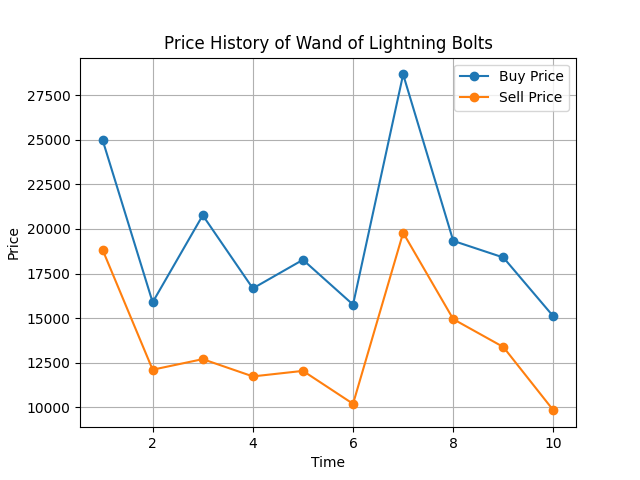 Price History of Wand of Lightning Bolts
Buy Price
Sell Price
27500
25000
22500
20000
17500
15000
12500
10000
Price
2 4 6 8 10
Time